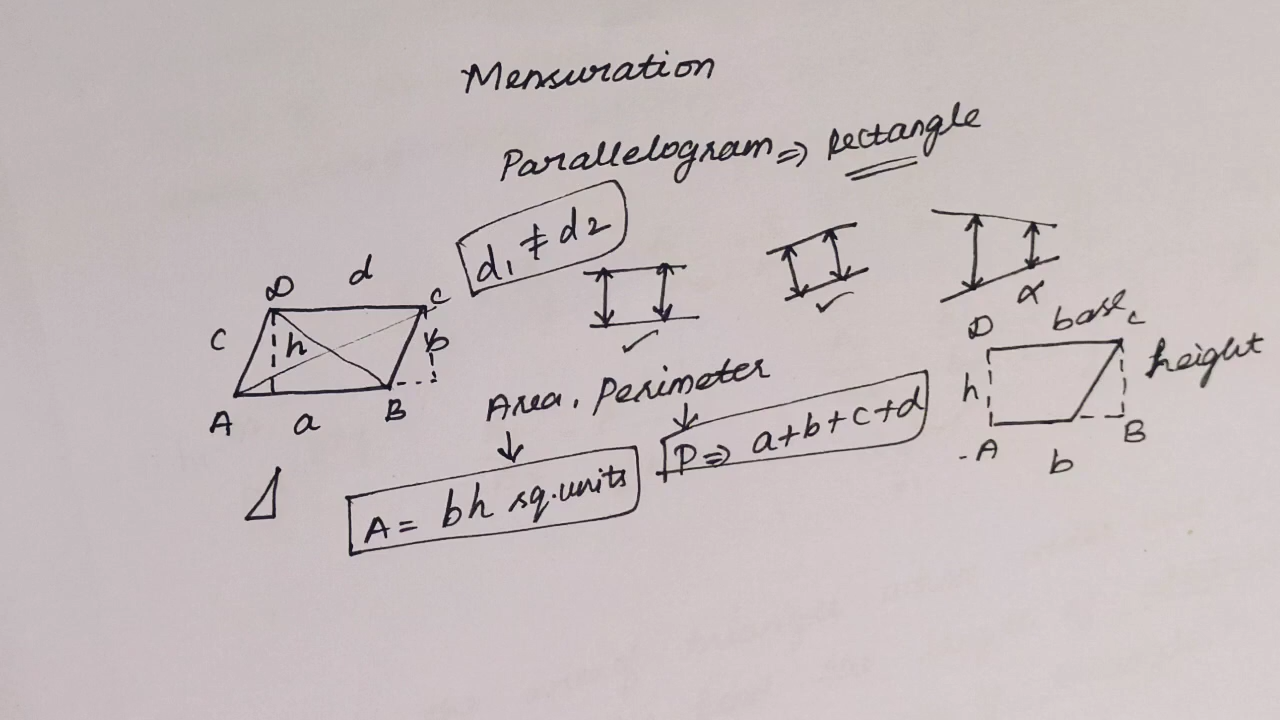 Mensuration
Parallelogram ⇒ Rectangle
d1 ≠ d2
D d C
C h b
A a B
α
D base C
height
h
A B
b
Area, Perimeter
A = bh sq.units
P ⇒ a+b+c+d